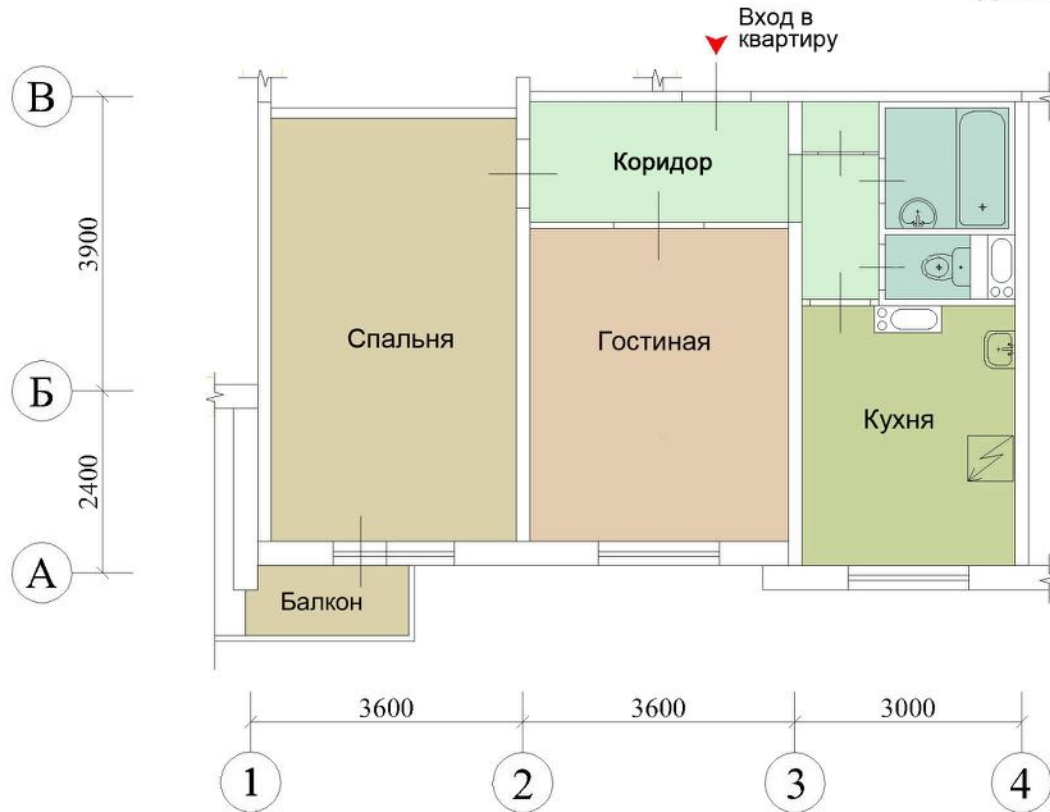 Вход в
квартиру
В
Коридор
3900
Спальня
Гостиная
Б
Кухня
2400
А
Балкон
3600
3600
3000
1
2
3
4